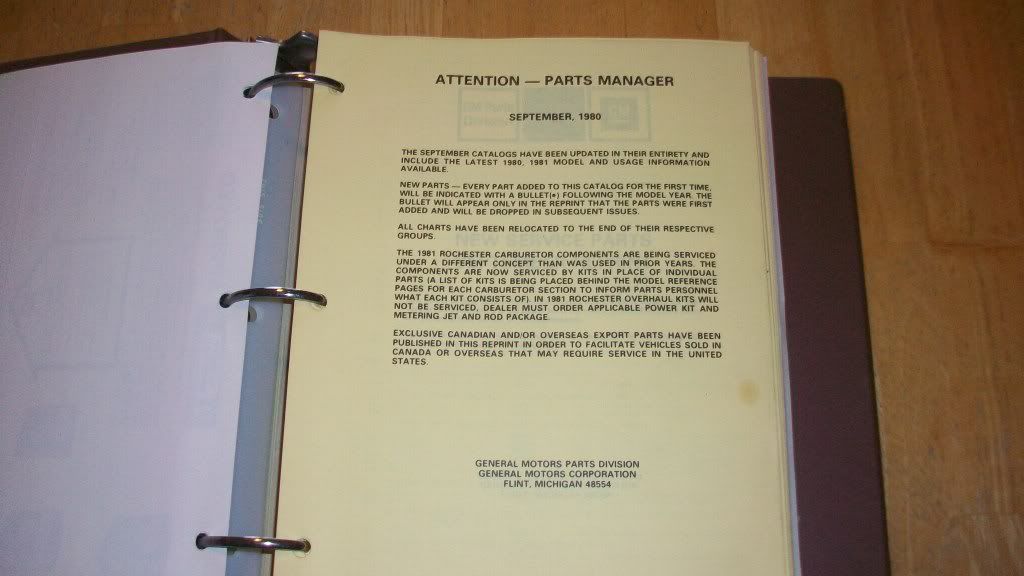 ATTENTION — PARTS MANAGER
SEPTEMBER, 1980
THE SEPTEMBER CATALOGS HAVE BEEN UPDATED IN THEIR ENTIRETY AND
INCLUDE THE LATEST 1980, 1981 MODEL AND USAGE INFORMATION
AVAILABLE.
NEW PARTS — EVERY PART ADDED TO THIS CATALOG FOR THE FIRST TIME,
WILL BE INDICATED WITH A BULLET(•) FOLLOWING THE MODEL YEAR. THE
BULLET WILL APPEAR ONLY IN THE REPRINT THAT THE PARTS WERE FIRST
ADDED AND WILL BE DROPPED IN SUBSEQUENT ISSUES.
ALL CHARTS HAVE BEEN RELOCATED TO THE END OF THEIR RESPECTIVE
GROUPS.
THE 1981 ROCHESTER CARBURETOR COMPONENTS ARE BEING SERVICED
UNDER A DIFFERENT CONCEPT THAN WAS USED IN PRIOR YEARS. THE
COMPONENTS ARE NOW SERVICED BY KITS IN PLACE OF INDIVIDUAL
PARTS (A LIST OF KITS IS BEING PLACED BEHIND THE MODEL REFERENCE
PAGES FOR EACH CARBURETOR SECTION TO INFORM PARTS PERSONNEL
WHAT EACH KIT CONSISTS OF). IN 1981 ROCHESTER OVERHAUL KITS WILL
NOT BE SERVICED, DEALER MUST ORDER APPLICABLE POWER KIT AND
METERING JET AND ROD PACKAGE.
EXCLUSIVE CANADIAN AND/OR OVERSEAS EXPORT PARTS HAVE BEEN
PUBLISHED IN THIS REPRINT IN ORDER TO FACILITATE VEHICLES SOLD IN
CANADA OR OVERSEAS THAT MAY REQUIRE SERVICE IN THE UNITED
STATES.
GENERAL MOTORS PARTS DIVISION
GENERAL MOTORS CORPORATION
FLINT, MICHIGAN 48554